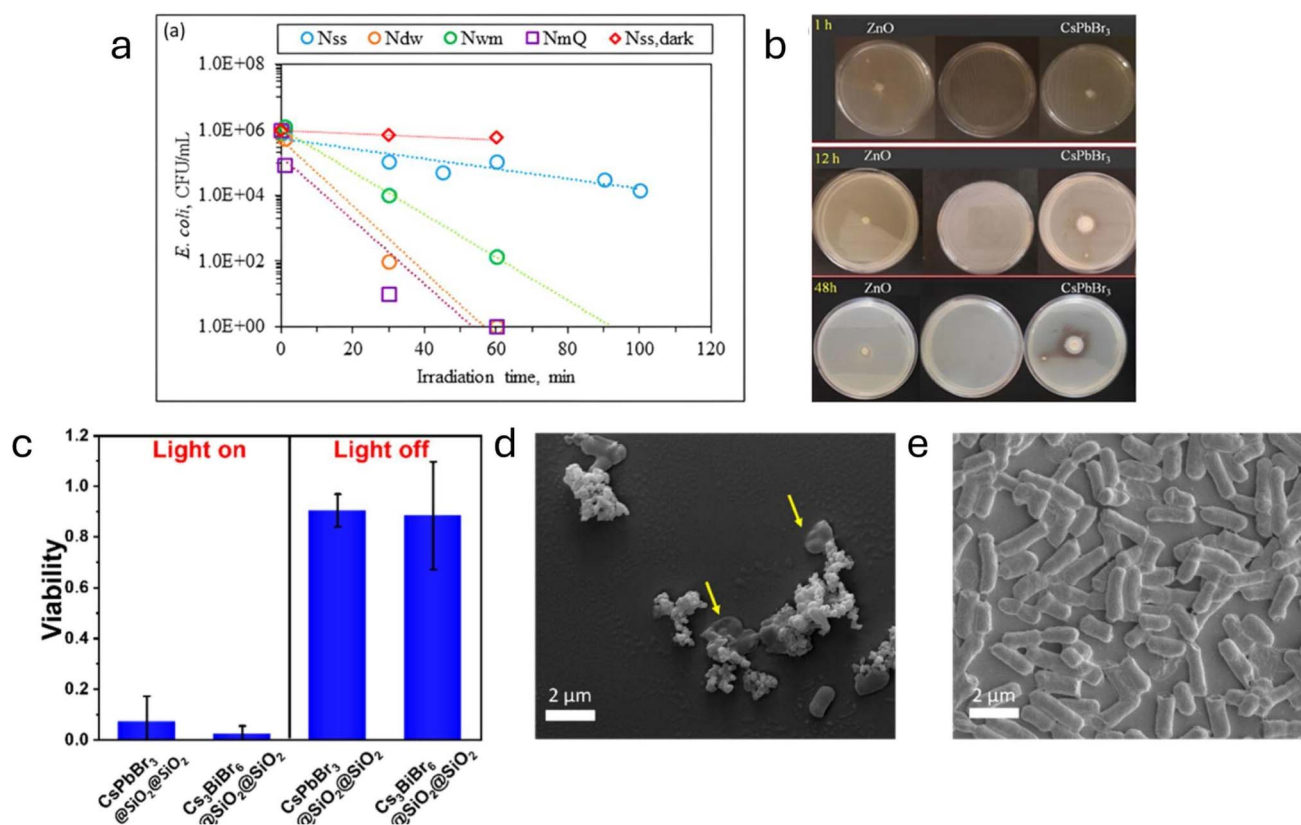 a
(a)
Nss Ndw Nwm NmQ Nss,dark
1.0E+08
1.0E+06
1.0E+04
1.0E+02
1.0E+00
E. coli, CFU/mL
0 20 40 60 80 100 120
Irradiation time, min
b
1 h
ZnO CsPbBr₃
12 h
ZnO CsPbBr₃
48h
ZnO CsPbBr₃
c
Light on Light off
1.2
1.0
0.8
0.6
0.4
0.2
0.0
Viability
CsPbBr₃
@SiO₂@SiO₂
Cs₃BiBr₆
@SiO₂@SiO₂
CsPbBr₃
@SiO₂@SiO₂
Cs₃BiBr₆
@SiO₂@SiO₂
d
2 µm
e
2 µm